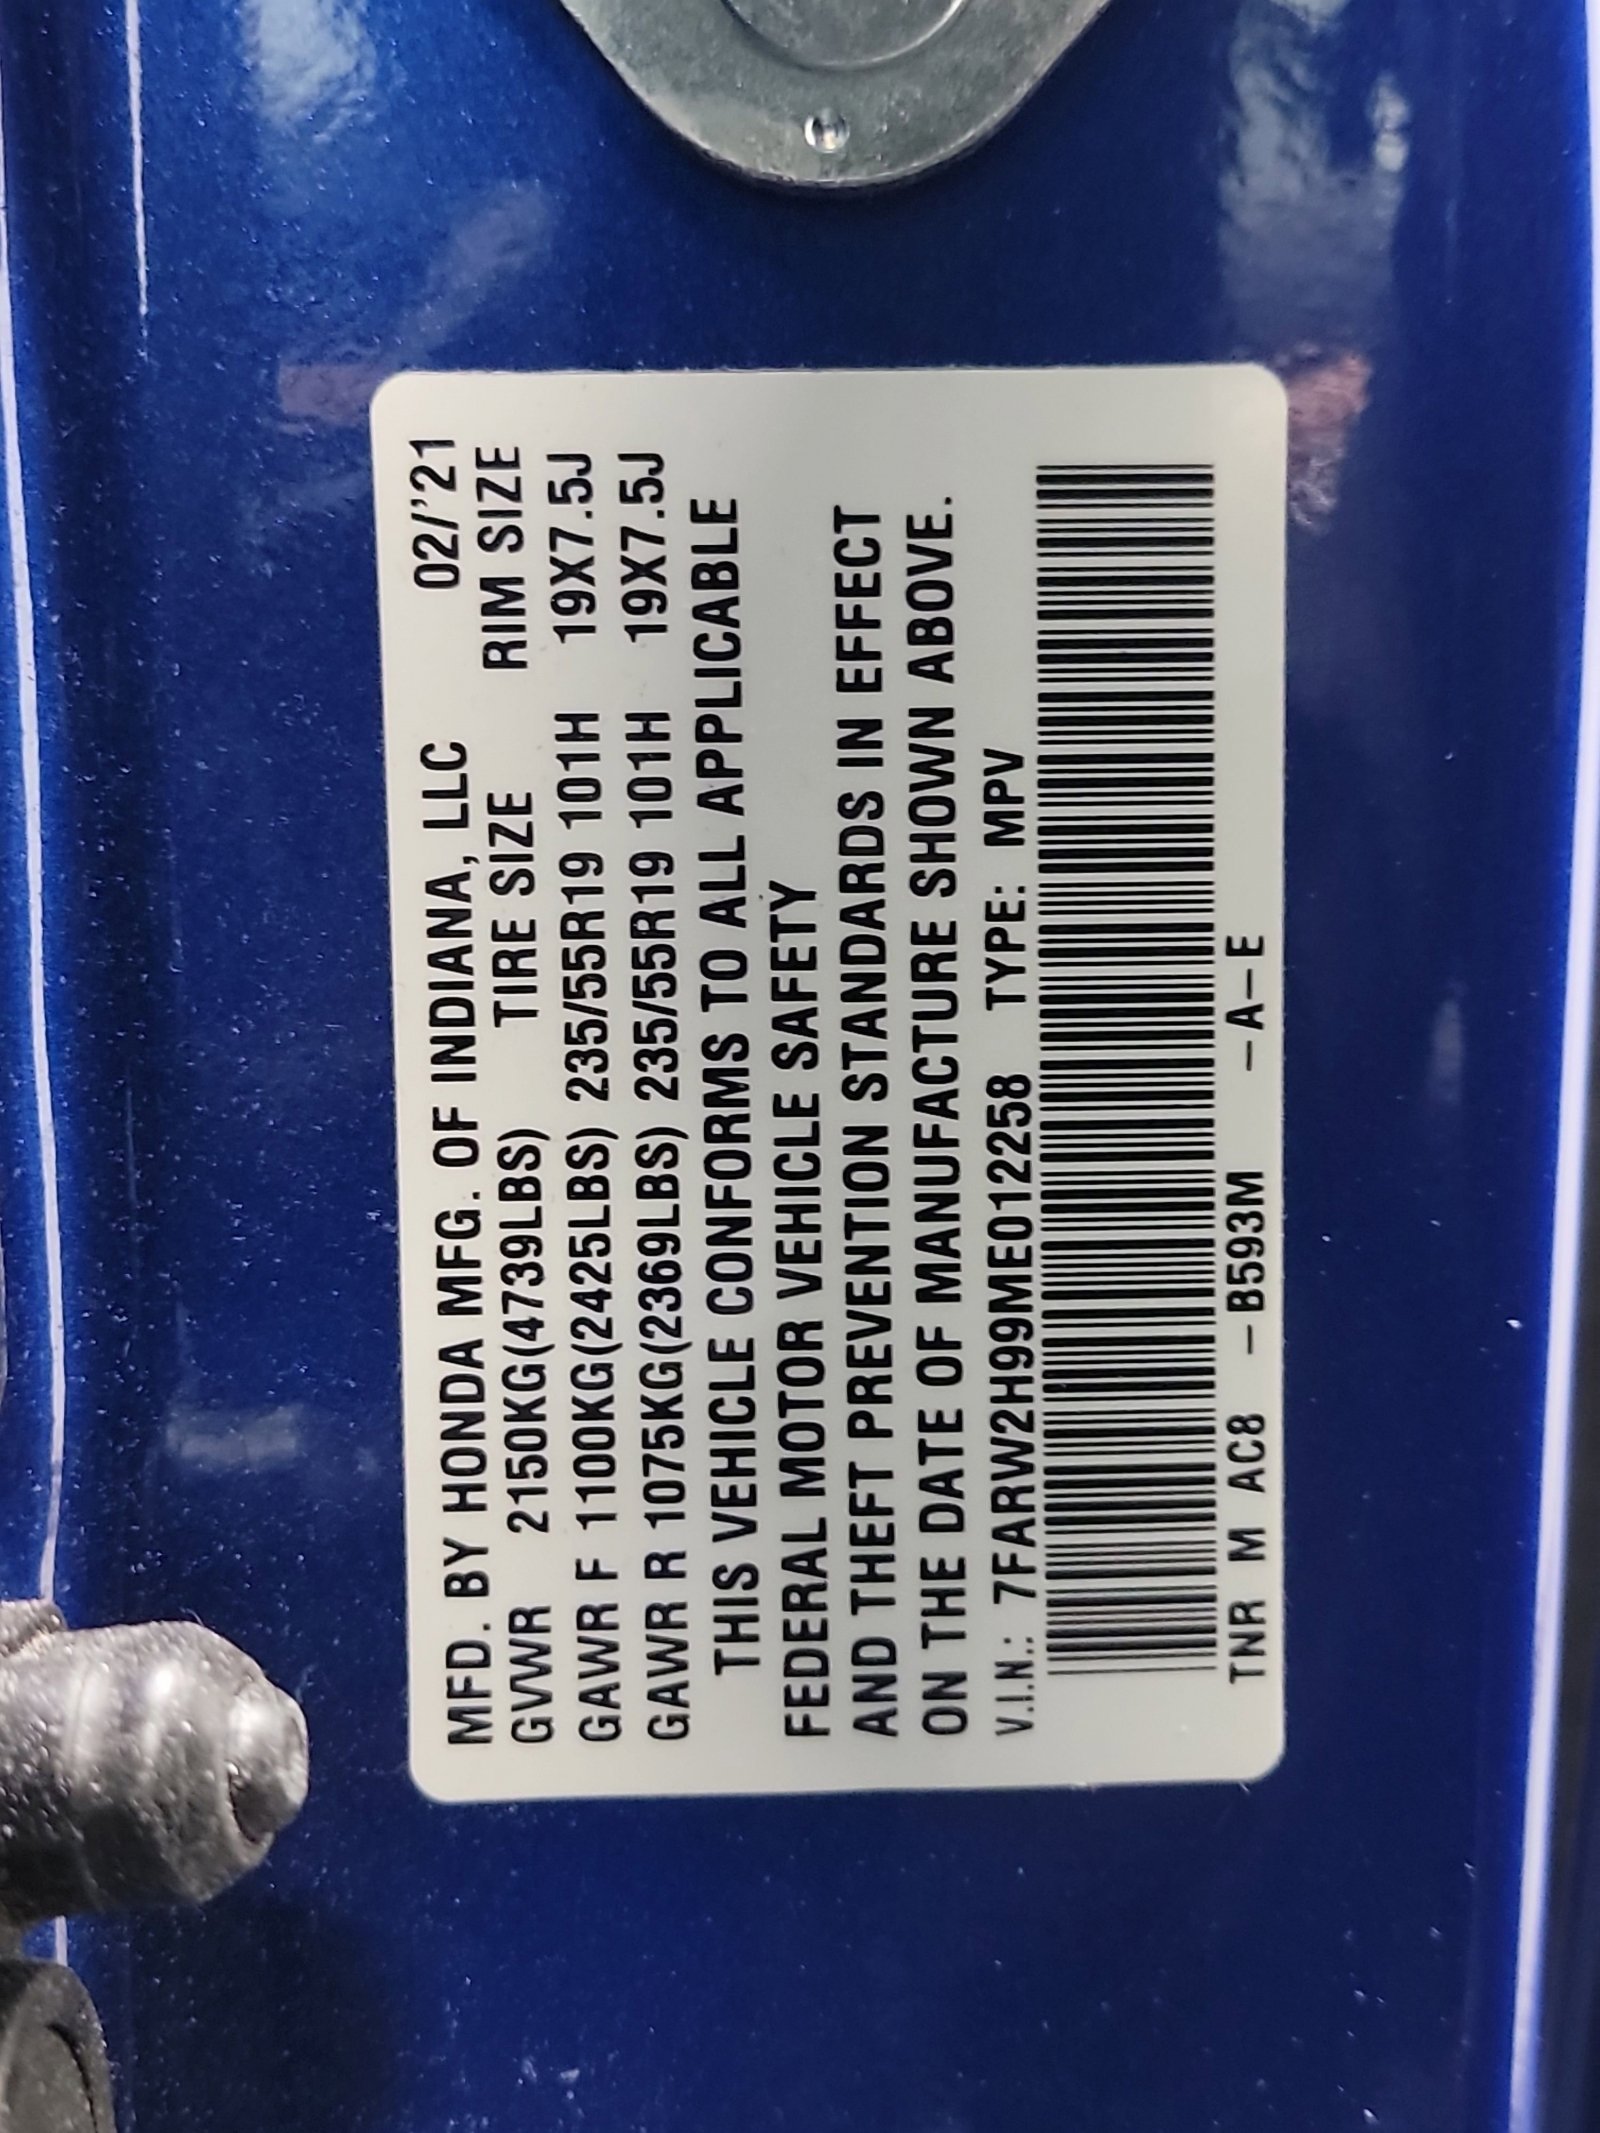 MFD. BY HONDA MFG. OF INDIANA, LLC 02/'21
GVWR 2150KG(4739LBS) TIRE SIZE RIM SIZE
GAWR F 1100KG(2425LBS) 235/55R19 101H 19X7.5J
GAWR R 1075KG(2369LBS) 235/55R19 101H 19X7.5J
THIS VEHICLE CONFORMS TO ALL APPLICABLE
FEDERAL MOTOR VEHICLE SAFETY
AND THEFT PREVENTION STANDARDS IN EFFECT
ON THE DATE OF MANUFACTURE SHOWN ABOVE.
V.I.N.: 7FARW2H99ME012258 TYPE: MPV
TNR M AC8 –B593M –A–E